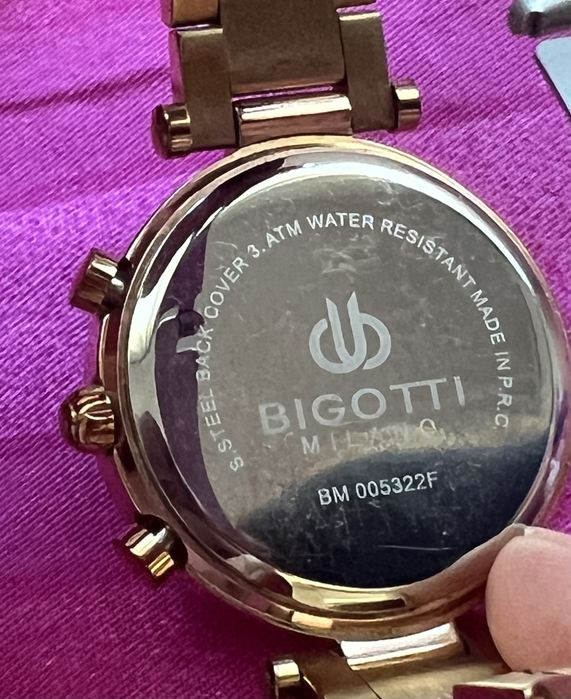 S.STEEL BACK COVER 3.ATM WATER RESISTANT MADE IN P.R.C
BIGOTTI
MILANO
BM 005322F